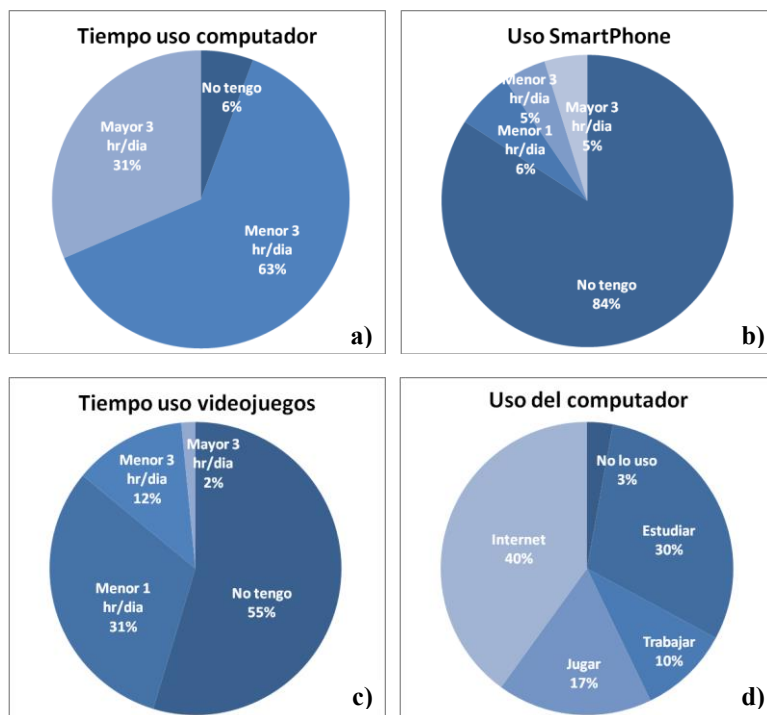 Tiempo uso computador
No tengo
6%
Mayor 3
hr/dia
31%
Menor 3
hr/dia
63%
a)
Uso SmartPhone
Menor 3
hr/dia
5%
Mayor 3
hr/dia
5%
Menor 1
hr/dia
6%
No tengo
84%
b)
Tiempo uso videojuegos
Mayor 3
hr/dia
2%
Menor 3
hr/dia
12%
Menor 1
hr/dia
31%
No tengo
55%
c)
Uso del computador
No lo uso
3%
Estudiar
30%
Internet
40%
Trabajar
10%
Jugar
17%
d)